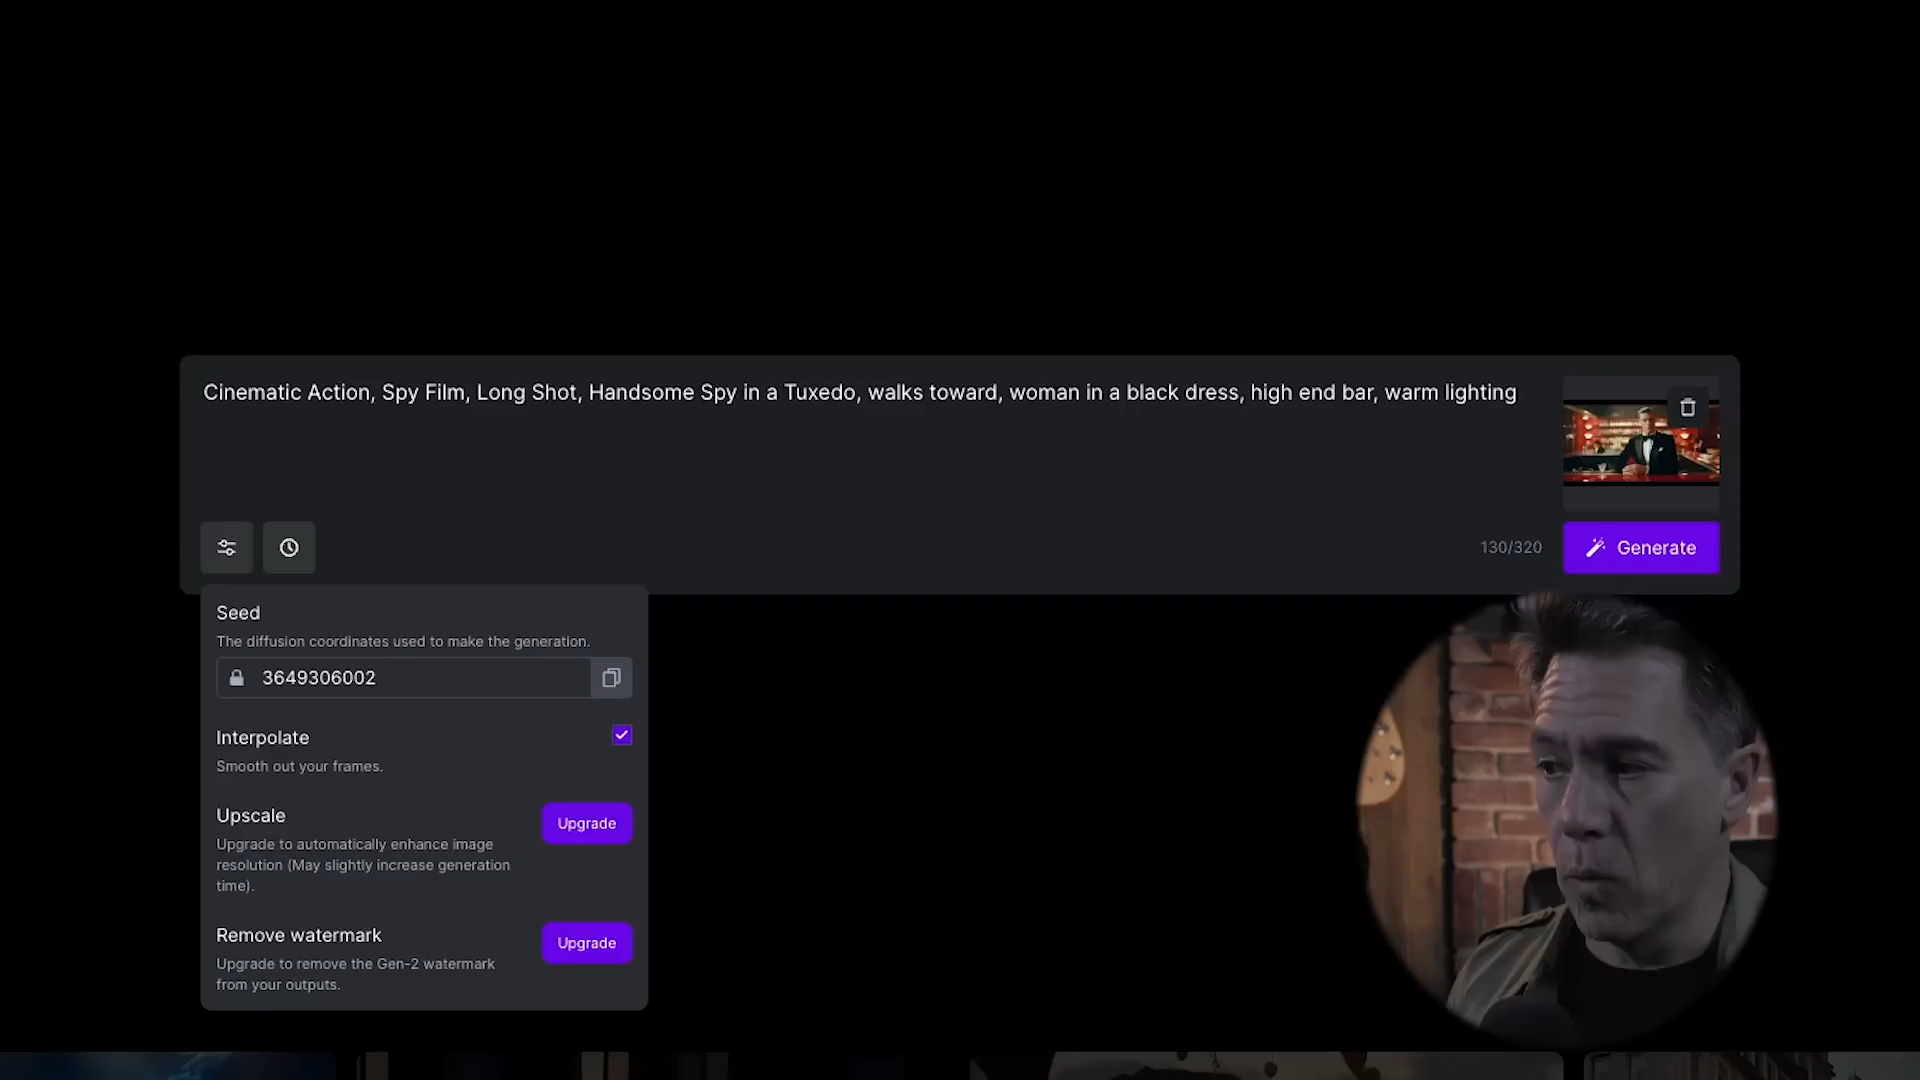 Cinematic Action, Spy Film, Long Shot, Handsome Spy in a Tuxedo, walks toward, woman in a black dress, high end bar, warm lighting
130/320
Generate
Seed
The diffusion coordinates used to make the generation.
3649306002
Interpolate
Smooth out your frames.
Upscale
Upgrade
Upgrade to automatically enhance image
resolution (May slightly increase generation
time).
Remove watermark
Upgrade
Upgrade to remove the Gen-2 watermark
from your outputs.